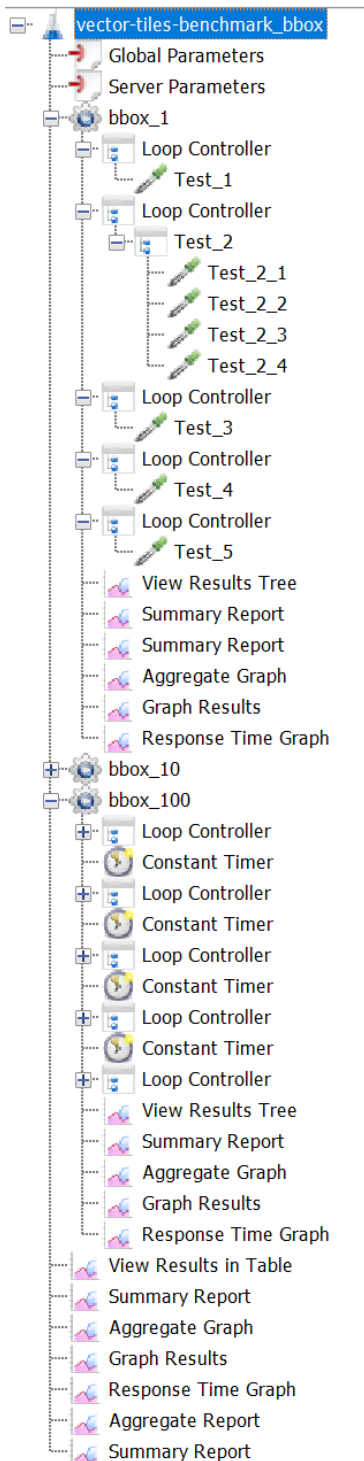 vector-tiles-benchmark_bbox
Global Parameters
Server Parameters
bbox_1
Loop Controller
Test_1
Loop Controller
Test_2
Test_2_1
Test_2_2
Test_2_3
Test_2_4
Loop Controller
Test_3
Loop Controller
Test_4
Loop Controller
Test_5
View Results Tree
Summary Report
Summary Report
Aggregate Graph
Graph Results
Response Time Graph
bbox_10
bbox_100
Loop Controller
Constant Timer
Loop Controller
Constant Timer
Loop Controller
Constant Timer
Loop Controller
Constant Timer
Loop Controller
View Results Tree
Summary Report
Aggregate Graph
Graph Results
Response Time Graph
View Results in Table
Summary Report
Aggregate Graph
Graph Results
Response Time Graph
Aggregate Report
Summary Report